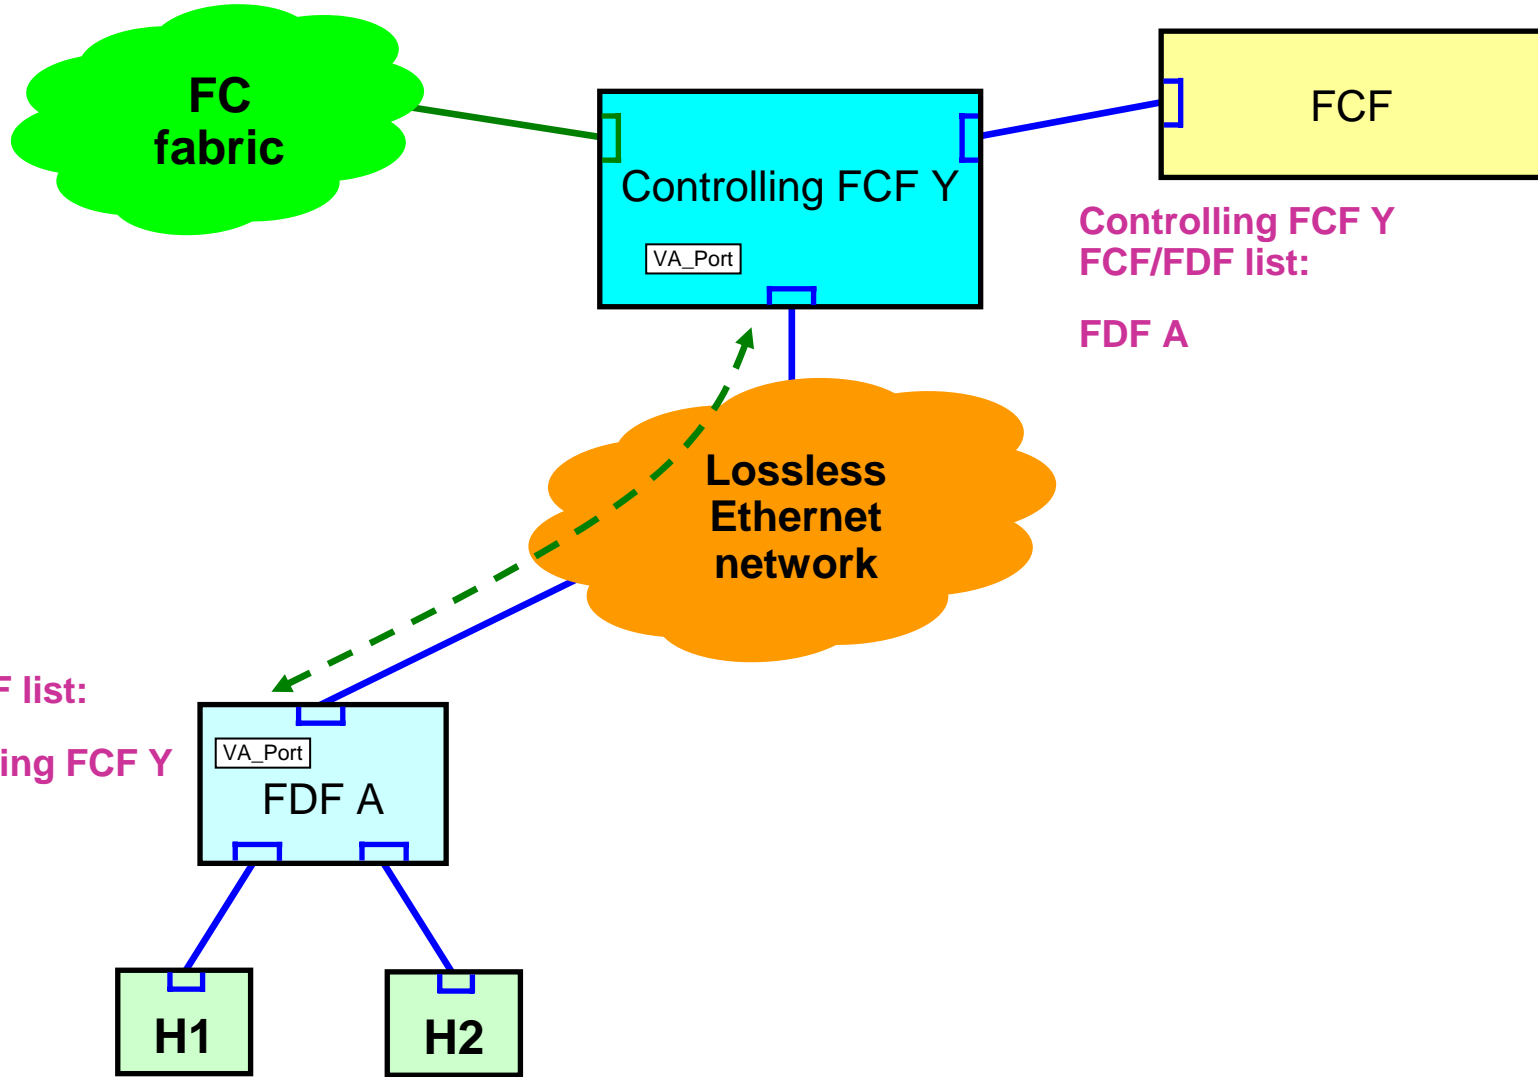 FC
fabric
Controlling FCF Y
VA_Port
FCF
Controlling FCF Y
FCF/FDF list:
FDF A
Lossless
Ethernet
network
list:
FCF Y
VA_Port
FDF A
H1
H2